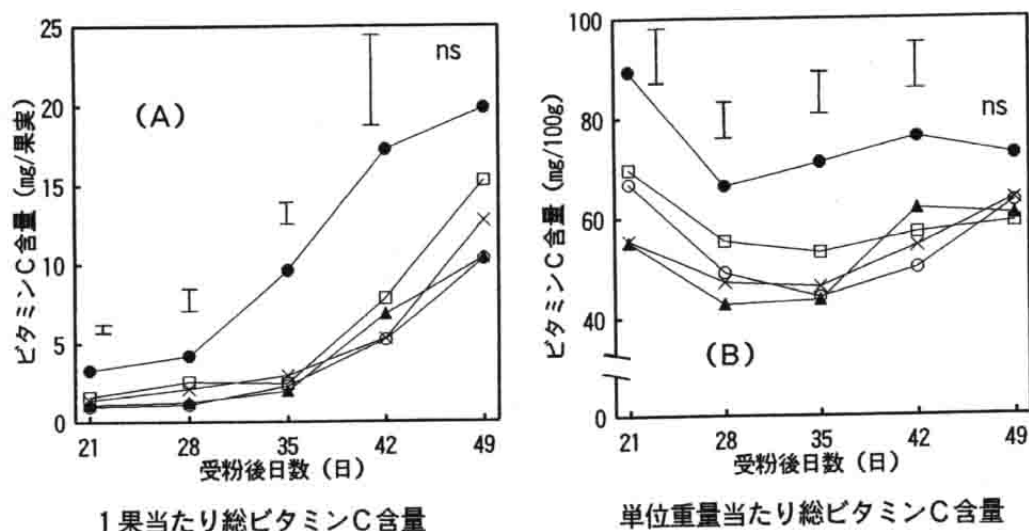 25
20
15
10
5
0
ビタミンC含量 (mg/果実)
(A)
ns
21 28 35 42 49
受粉後日数 (日)
1果当たり総ビタミンC含量
100
80
60
40
0
ビタミンC含量 (mg/100g)
(B)
ns
21 28 35 42 49
受粉後日数 (日)
単位重量当たり総ビタミンC含量